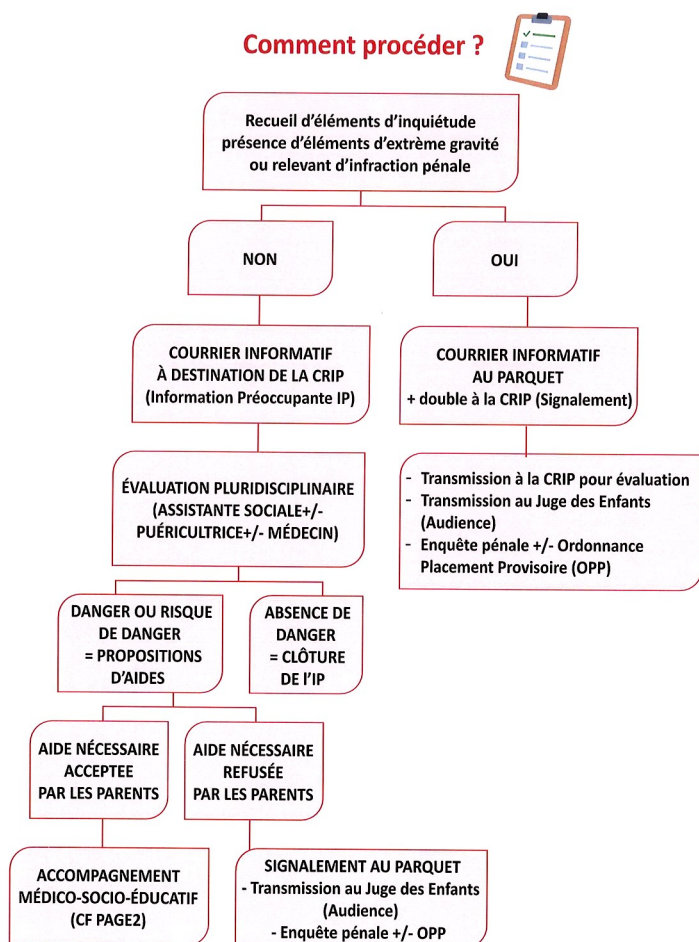 Comment procéder ?
Recueil d'éléments d'inquiétude
présence d'éléments d'extrême gravité
ou relevant d'infraction pénale
NON
OUI
COURRIER INFORMATIF
À DESTINATION DE LA CRIP
(Information Préoccupante IP)
COURRIER INFORMATIF
AU PARQUET
+ double à la CRIP (Signalement)
ÉVALUATION PLURIDISCIPLINAIRE
(ASSISTANTE SOCIALE+/-
PUÉRICULTRICE+/- MÉDECIN)
- Transmission à la CRIP pour évaluation
- Transmission au Juge des Enfants
(Audience)
- Enquête pénale +/- Ordonnance
Placement Provisoire (OPP)
DANGER OU RISQUE
DE DANGER
= PROPOSITIONS
D'AIDES
ABSENCE DE
DANGER
= CLÔTURE
DE l'IP
AIDE NÉCESSAIRE
ACCEPTEE
PAR LES PARENTS
AIDE NÉCESSAIRE
REFUSÉE
PAR LES PARENTS
ACCOMPAGNEMENT
MÉDICO-SOCIO-ÉDUCATIF
(CF PAGE2)
SIGNALEMENT AU PARQUET
- Transmission au Juge des Enfants
(Audience)
- Enquête pénale +/- OPP